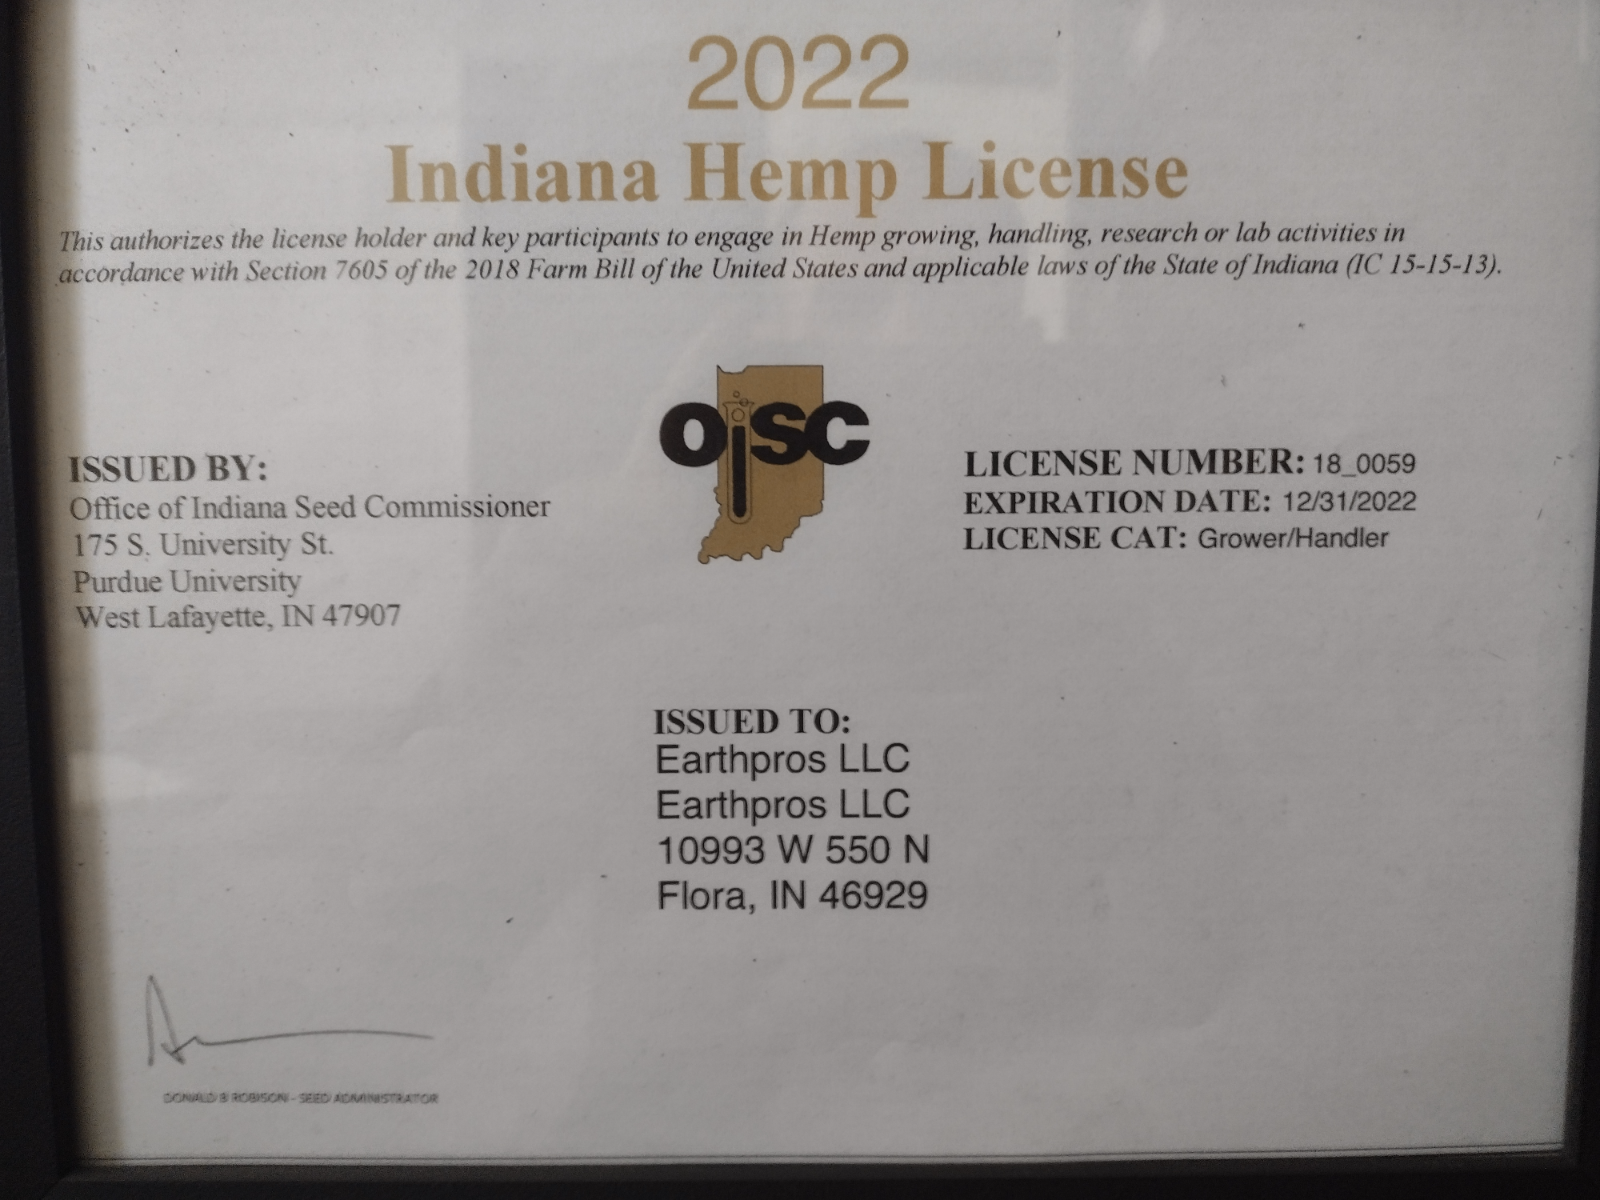 2022
Indiana Hemp License
This authorizes the license holder and key participants to engage in Hemp growing, handling, research or lab activities in
accordance with Section 7605 of the 2018 Farm Bill of the United States and applicable laws of the State of Indiana (IC 15-15-13).
OISC
ISSUED BY:
Office of Indiana Seed Commissioner
175 S. University St.
Purdue University
West Lafayette, IN 47907
LICENSE NUMBER: 18_0059
EXPIRATION DATE: 12/31/2022
LICENSE CAT: Grower/Handler
ISSUED TO:
Earthpros LLC
Earthpros LLC
10993 W 550 N
Flora, IN 46929
DONALD B ROBISON - SEED ADMINISTRATOR